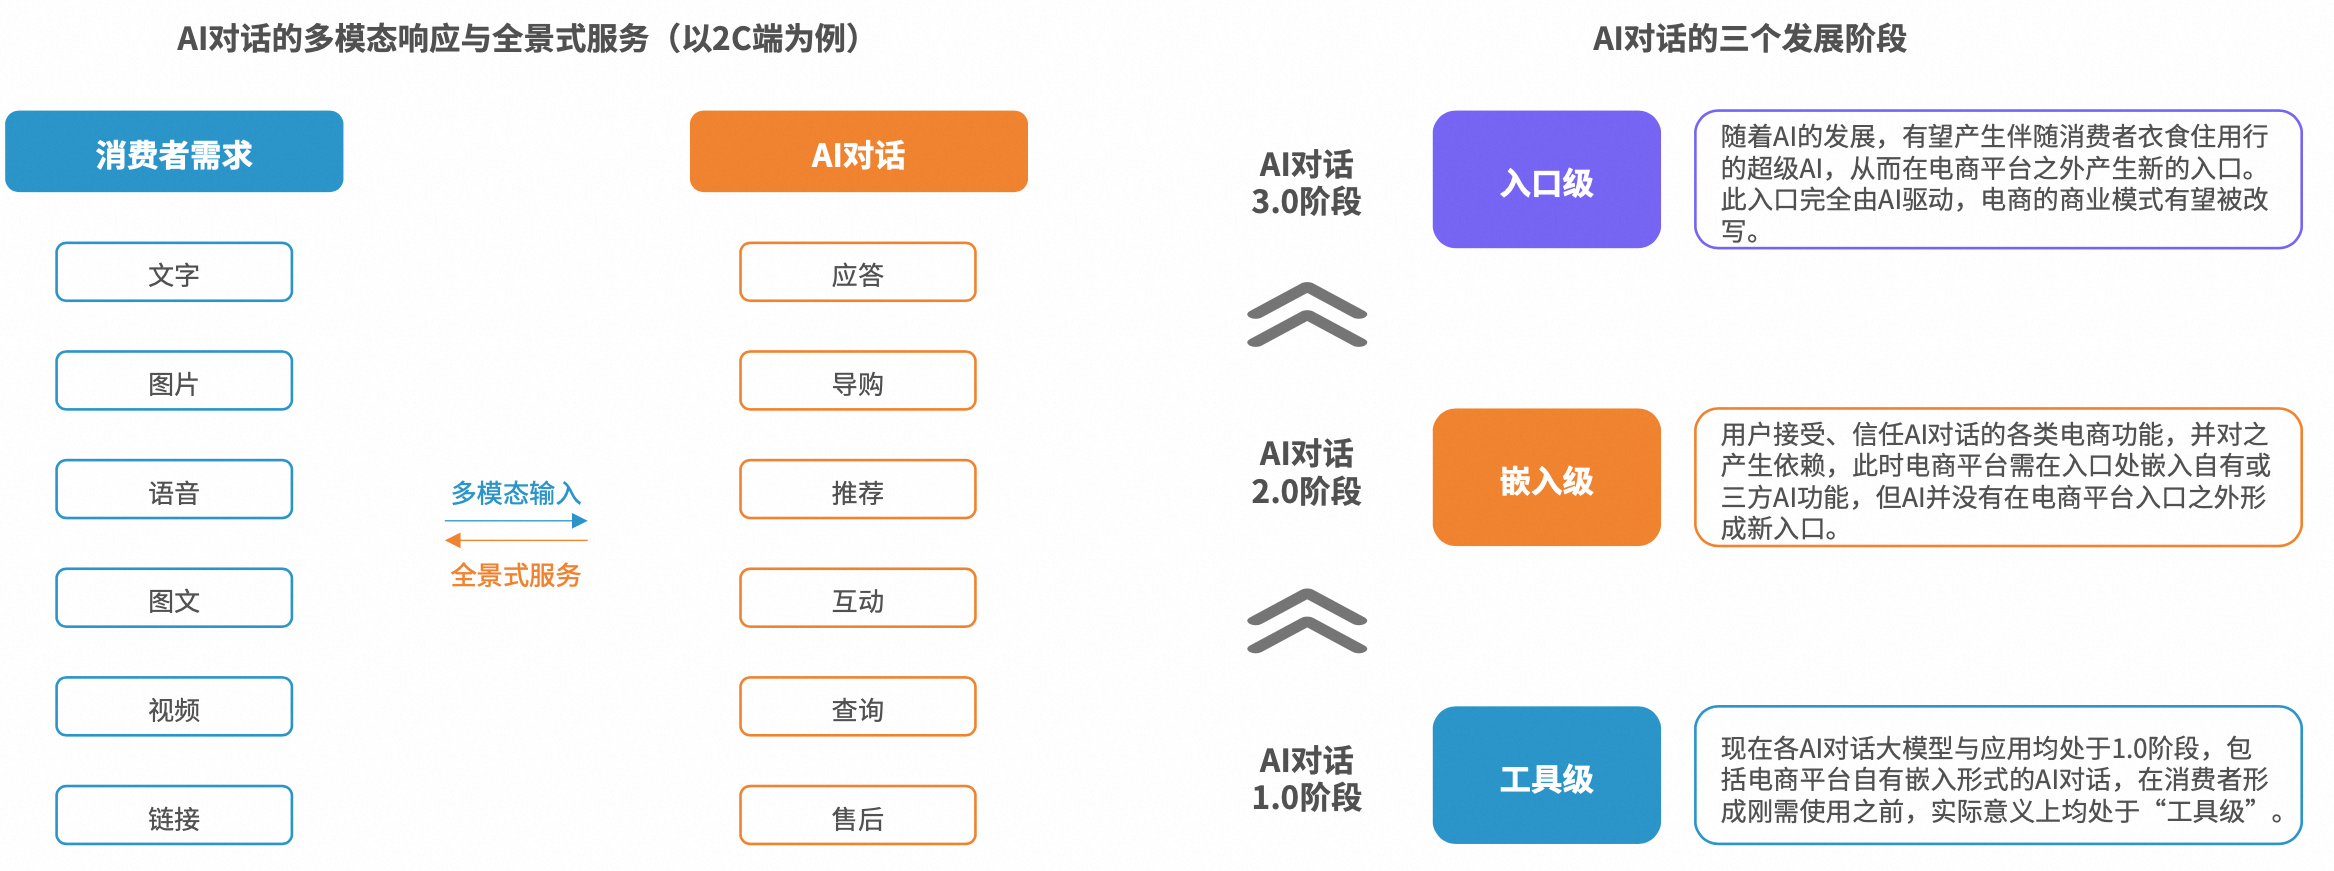 AI对话的多模态响应与全景式服务（以2C端为例）
消费者需求
AI对话
文字
图片
语音
图文
视频
链接
多模态输入
全景式服务
应答
导购
推荐
互动
查询
售后
AI对话的三个发展阶段
AI对话
3.0阶段
入口级
随着AI的发展，有望产生伴随消费者衣食住用行
的超级AI，从而在电商平台之外产生新的入口。
此入口完全由AI驱动，电商的商业模式有望被改
写。
AI对话
2.0阶段
嵌入级
用户接受、信任AI对话的各类电商功能，并对之
产生依赖，此时电商平台需在入口处嵌入自有或
三方AI功能，但AI并没有在电商平台入口之外形
成新入口。
AI对话
1.0阶段
工具级
现在各AI对话大模型与应用均处于1.0阶段，包
括电商平台自有嵌入形式的AI对话，在消费者形
成刚需使用之前，实际意义上均处于“工具级”。